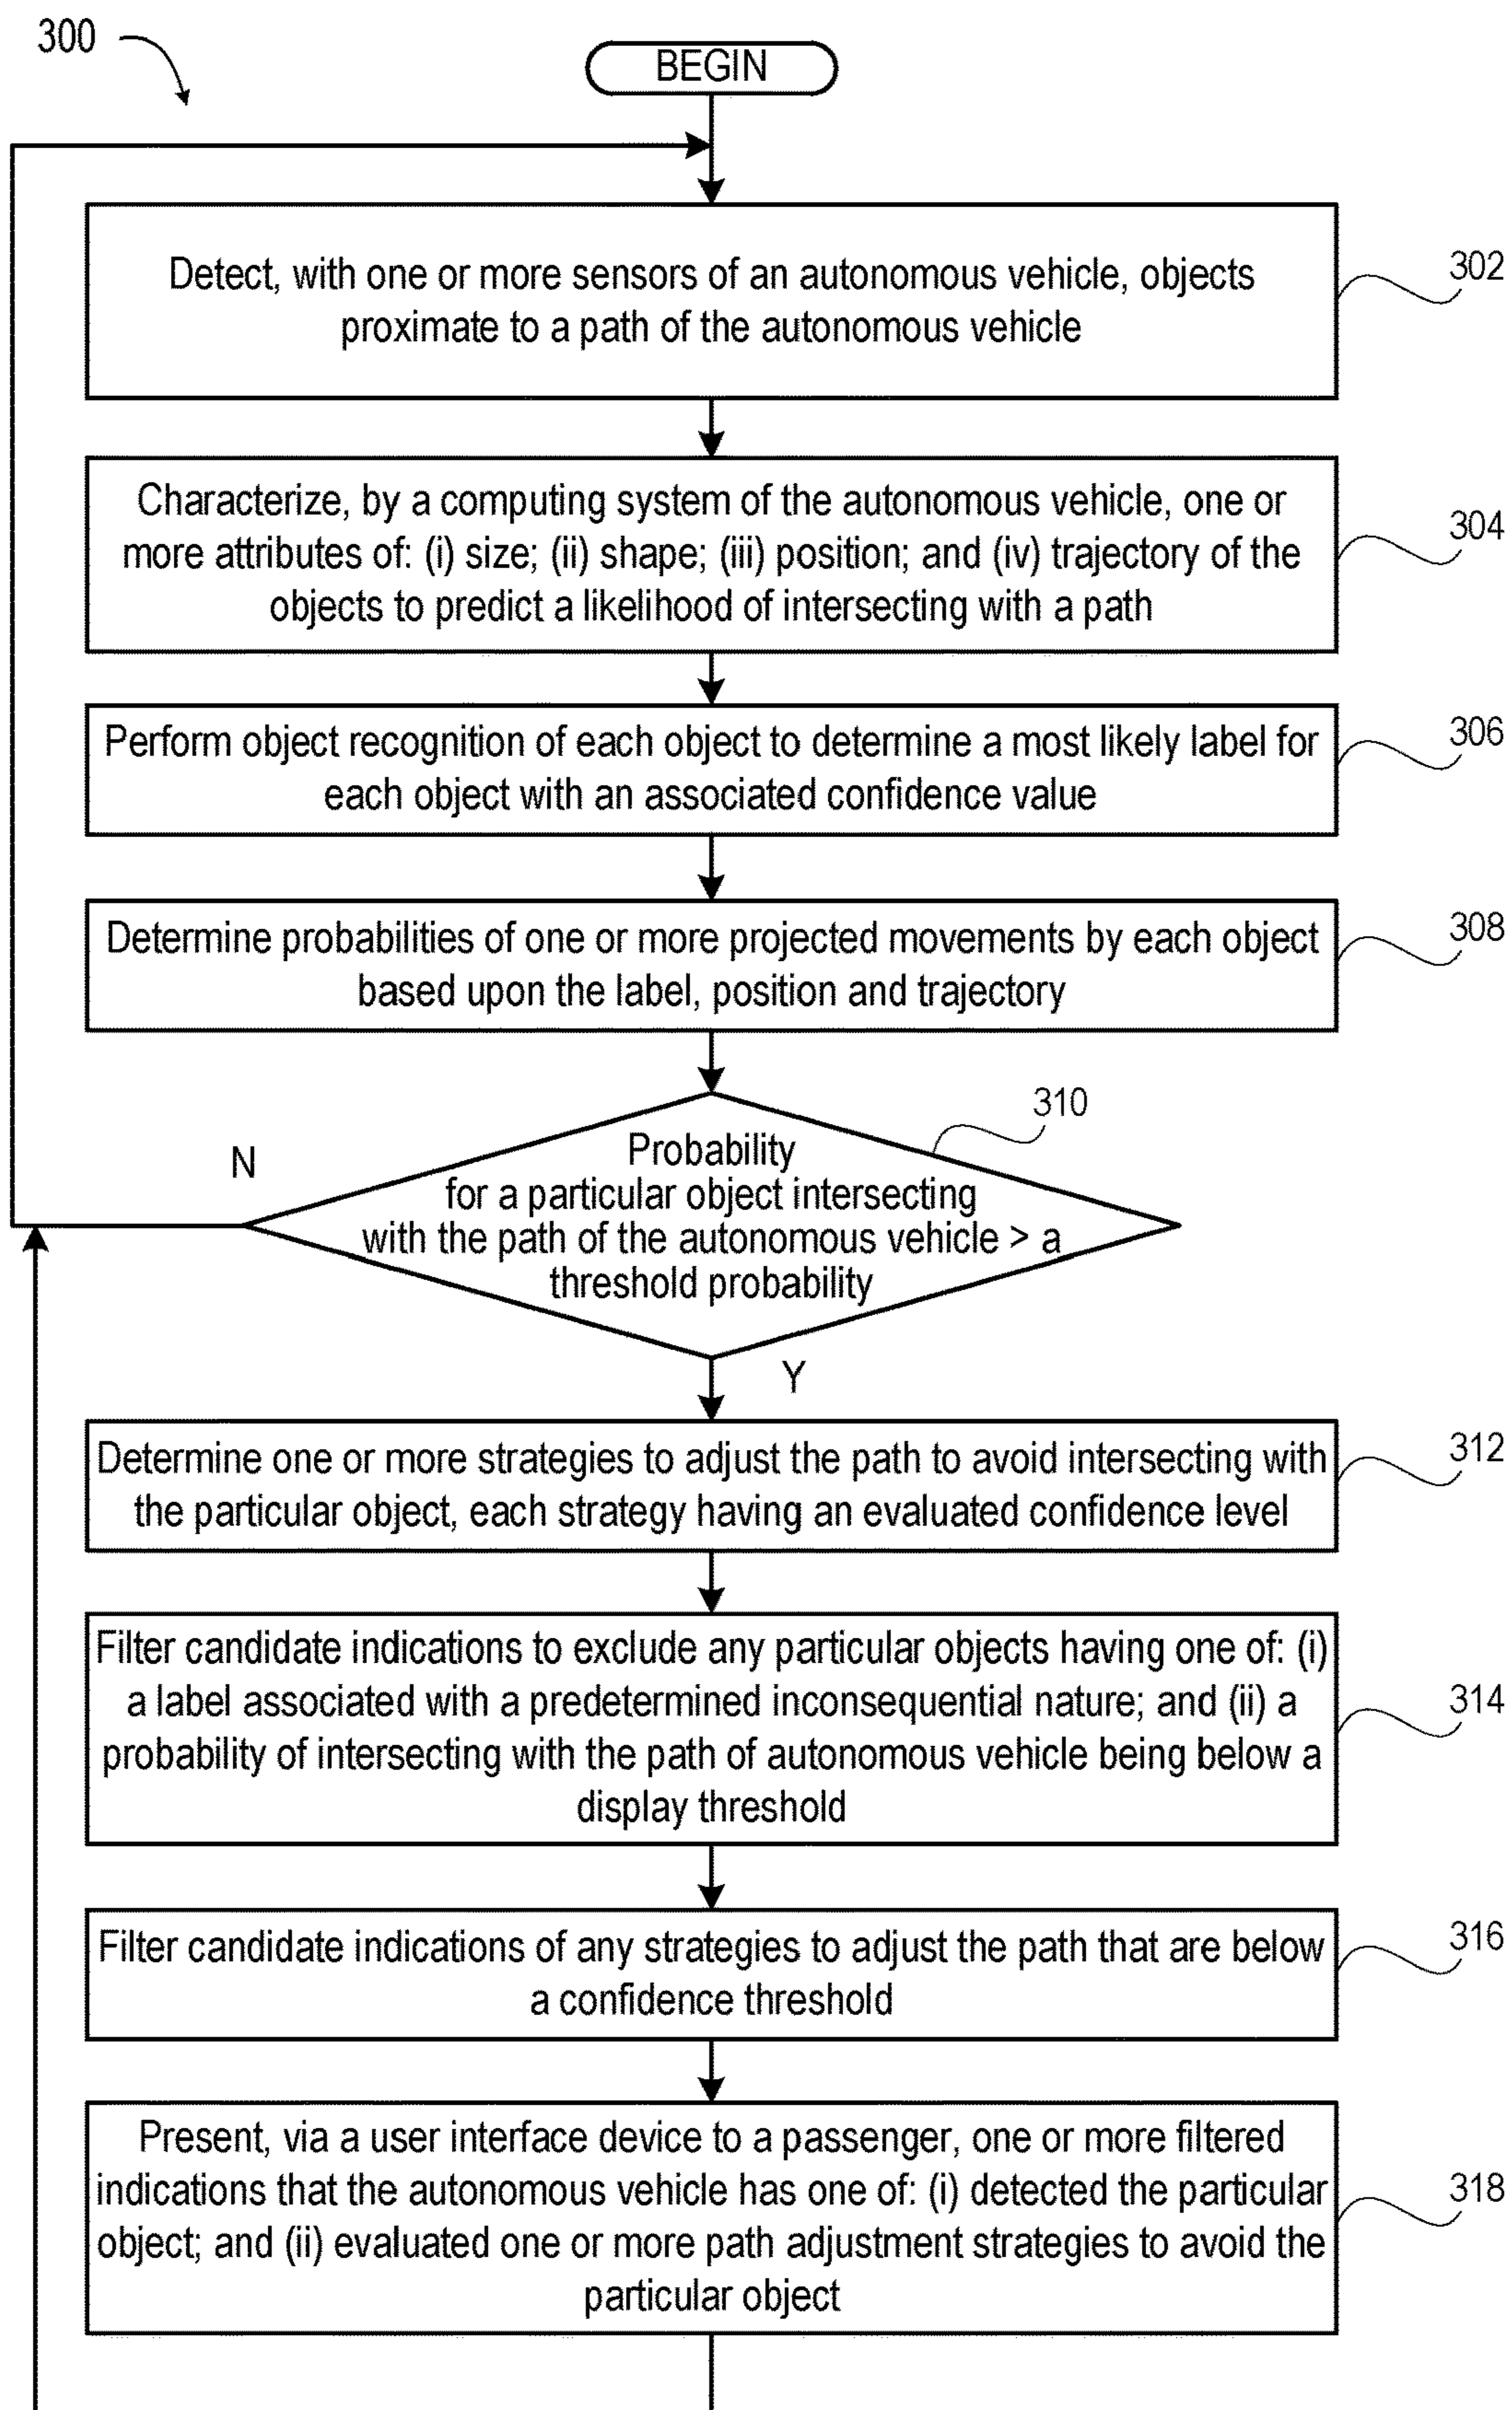 300
BEGIN
Detect, with one or more sensors of an autonomous vehicle, objects
proximate to a path of the autonomous vehicle
302
Characterize, by a computing system of the autonomous vehicle, one or
more attributes of: (i) size; (ii) shape; (iii) position; and (iv) trajectory of the
objects to predict a likelihood of intersecting with a path
304
Perform object recognition of each object to determine a most likely label for
each object with an associated confidence value
306
Determine probabilities of one or more projected movements by each object
based upon the label, position and trajectory
308
310
N
Probability
for a particular object intersecting
with the path of the autonomous vehicle > a
threshold probability
Y
Determine one or more strategies to adjust the path to avoid intersecting with
the particular object, each strategy having an evaluated confidence level
312
Filter candidate indications to exclude any particular objects having one of: (i)
a label associated with a predetermined inconsequential nature; and (ii) a
probability of intersecting with the path of autonomous vehicle being below a
display threshold
314
Filter candidate indications of any strategies to adjust the path that are below
a confidence threshold
316
Present, via a user interface device to a passenger, one or more filtered
indications that the autonomous vehicle has one of: (i) detected the particular
object; and (ii) evaluated one or more path adjustment strategies to avoid the
particular object
318